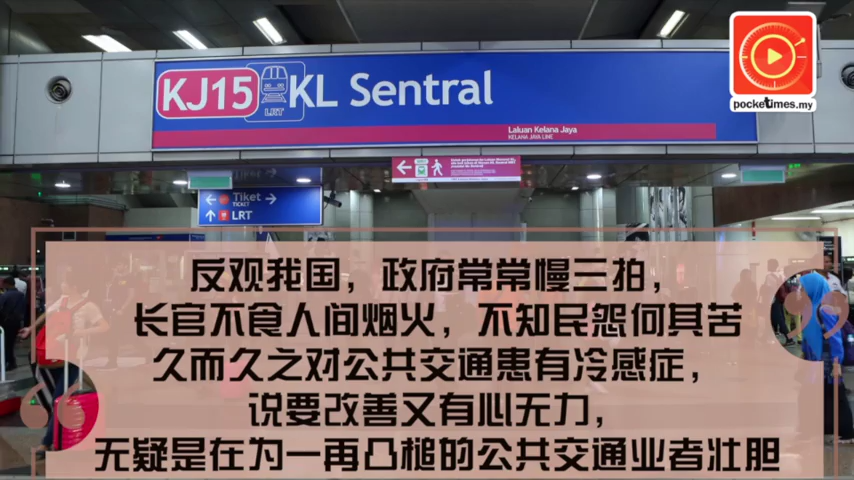 pocketimes.my
KJ15 LRT KL Sentral
Laluan Kelana Jaya
KELANA JAYA LINE
Tiket
TICKET
LRT
反观我国，政府常常慢三拍，
长官不食人间烟火，不知民怨何其苦
久而久之对公共交通患有冷感症，
说要改善又有心无力，
无疑是在为一再凸槌的公共交通业者壮胆